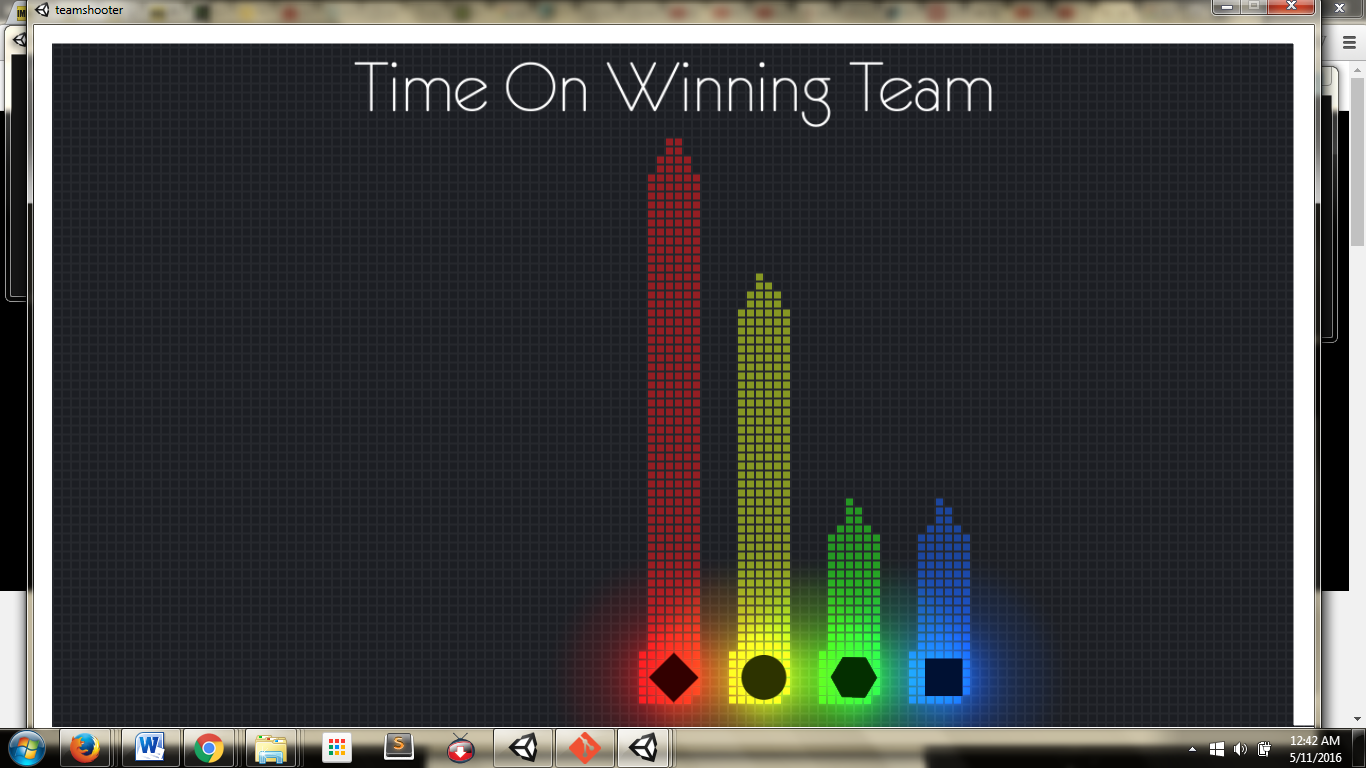 teamshooter
Time On Winning Team
12:42 AM
5/11/2016